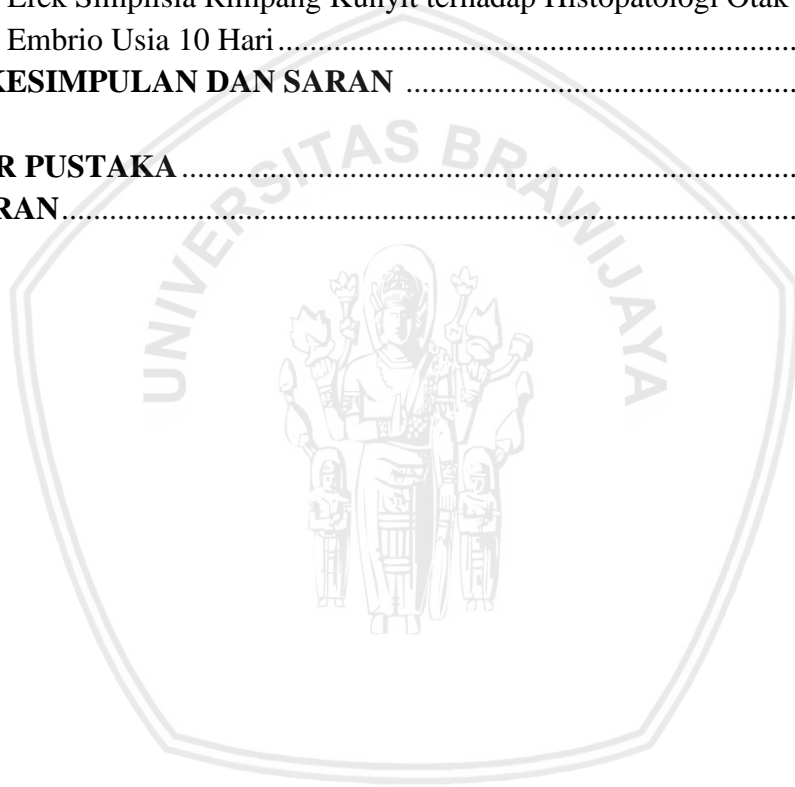 Efek Simplisia Rimpang Kunyit terhadap Histopatologi Otak
Embrio Usia 10 Hari........................................................................
KESIMPULAN DAN SARAN ........................................................
R PUSTAKA....................................................................................
RAN....................................................................................................
UNIVERSITAS BRAWIJAYA